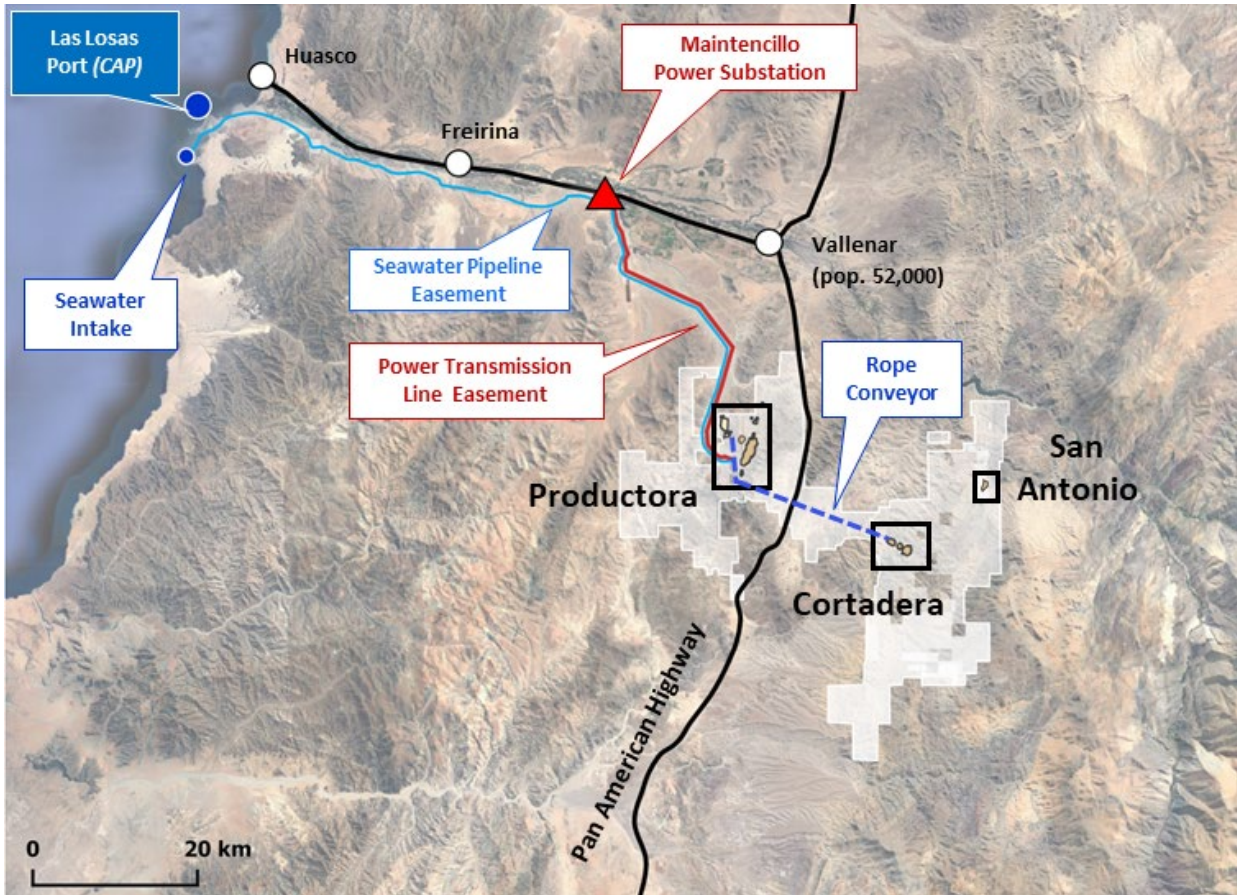 Las Losas
Port (CAP)
Huasco
Maintencillo
Power Substation
Freirina
Vallenar
(pop. 52,000)
Seawater Pipeline
Easement
Seawater
Intake
Power Transmission
Line Easement
Rope
Conveyor
San
Antonio
Productora
Cortadera
Pan American Highway
0 20 km